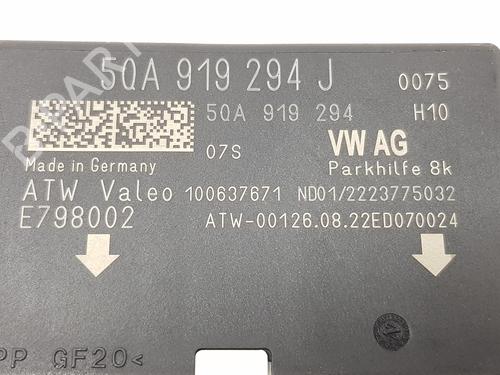 5QA 919 294 J 0075
5QA 919 294 H10
07S VW AG
Made in Germany Parkhilfe 8k
ATW Valeo 100637671 ND01/2223775032
E798002 ATW-00126.08.22ED070024
PP GF20<